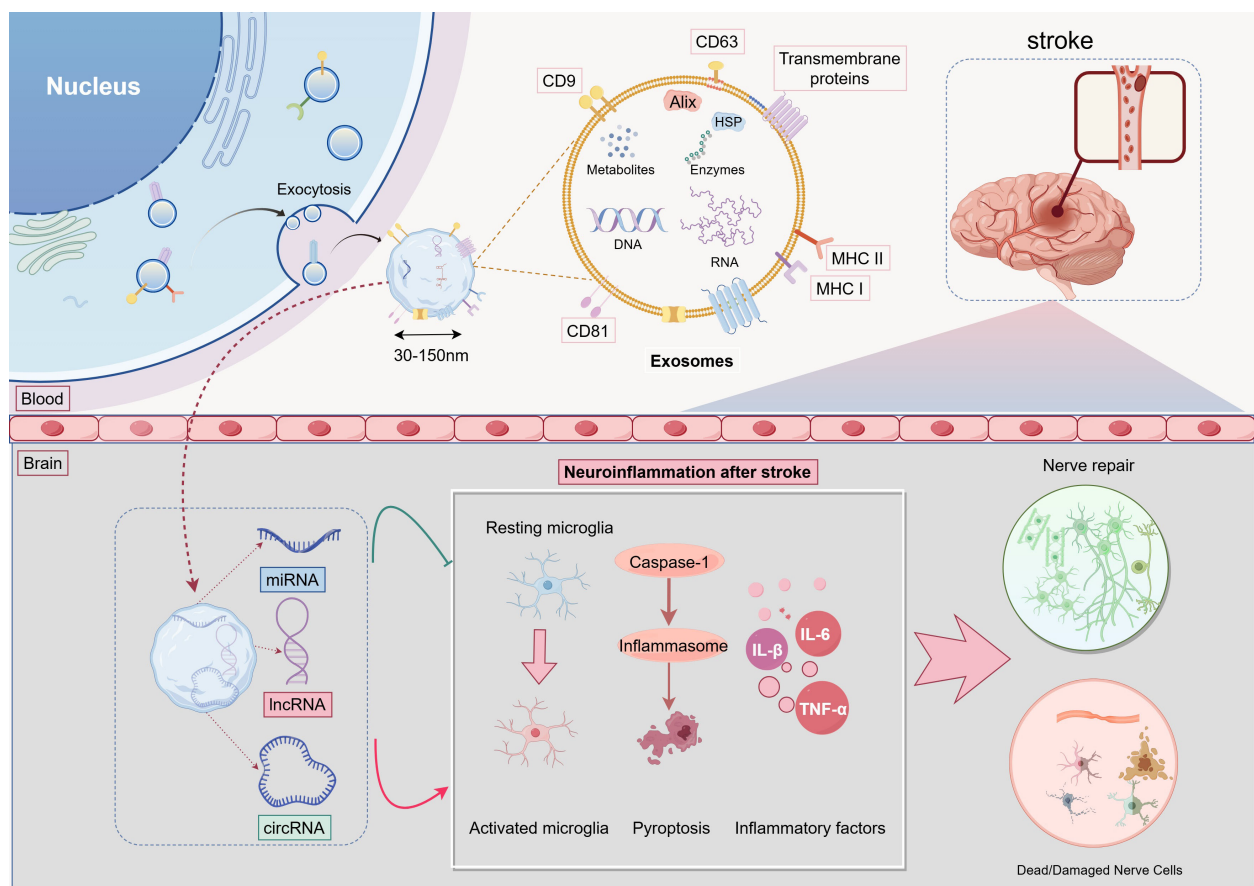 Nucleus
Exocytosis
30-150nm
CD9
CD63
Transmembrane
proteins
Alix
HSP
Metabolites
Enzymes
DNA
RNA
MHC II
MHC I
CD81
Exosomes
stroke
Blood
Brain
miRNA
lncRNA
circRNA
Neuroinflammation after stroke
Resting microglia
Caspase-1
Inflammasome
IL-β
IL-6
TNF-α
Activated microglia
Pyroptosis
Inflammatory factors
Nerve repair
Dead/Damaged Nerve Cells